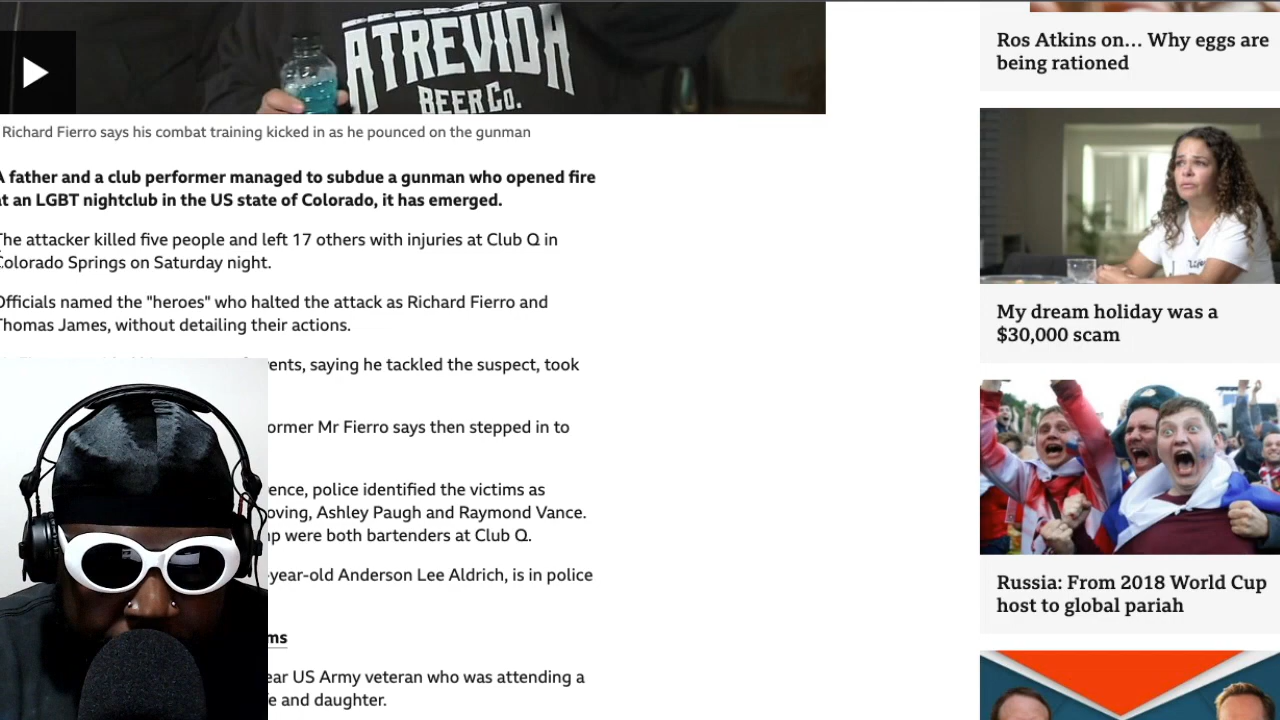 ATREVIDA
BEER CO.
Richard Fierro says his combat training kicked in as he pounced on the gunman
A father and a club performer managed to subdue a gunman who opened fire
at an LGBT nightclub in the US state of Colorado, it has emerged.
The attacker killed five people and left 17 others with injuries at Club Q in
Colorado Springs on Saturday night.
Officials named the "heroes" who halted the attack as Richard Fierro and
Thomas James, without detailing their actions.
saying he tackled the suspect, took
Mr Fierro says then stepped in to
police identified the victims as
Ashley Paugh and Raymond Vance.
were both bartenders at Club Q.
-year-old Anderson Lee Aldrich, is in police
US Army veteran who was attending a
and daughter.
Ros Atkins on… Why eggs are
being rationed
My dream holiday was a
$30,000 scam
Russia: From 2018 World Cup
host to global pariah